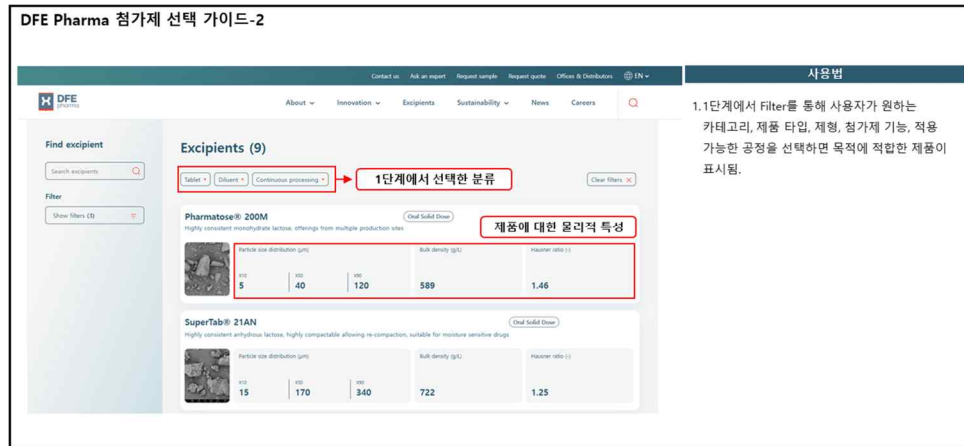 DFE Pharma 첨가제 선택 가이드-2
Contact us Ask an expert Request sample Request quote Offices & Distributors EN
DFE pharma
About Innovation Excipients Sustainability News Careers
Find excipient
Search excipients
Filter
Show filters (3)
Excipients (9)
Tablet Diluent Continuous processing
1단계에서 선택한 분류
Clear filters
Pharmatose® 200M
Oral Solid Dose
Highly consistent monohydrate lactose, offerings from multiple production sites
제품에 대한 물리적 특성
Particle size distribution (μm) Bulk density (g/L) Hausner ratio (-)
X10 X50 X90
5 40 120 589 1.46
SuperTab® 21AN
Oral Solid Dose
Highly consistent anhydrous lactose, highly compactable allowing re-compaction, suitable for moisture sensitive drugs
Particle size distribution (μm) Bulk density (g/L) Hausner ratio (-)
X10 X50 X90
15 170 340 722 1.25
사용법
1.1단계에서 Filter를 통해 사용자가 원하는
카테고리, 제품 타입, 제형, 첨가제 기능, 적용
가능한 공정을 선택하면 목적에 적합한 제품이
표시됨.